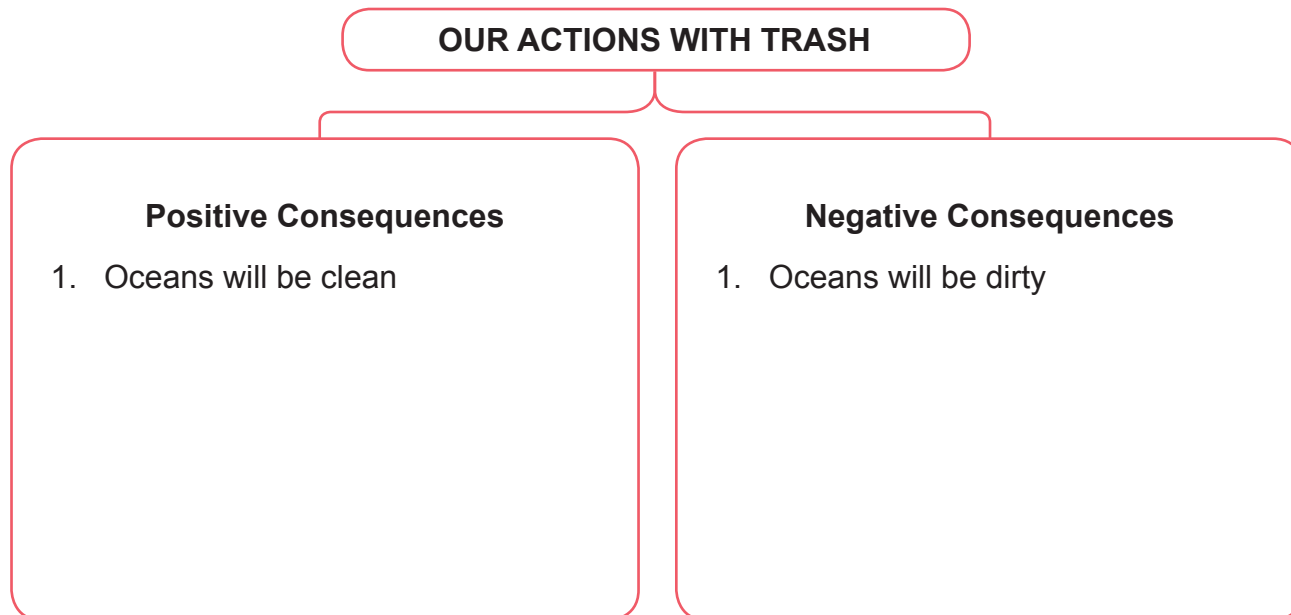 OUR ACTIONS WITH TRASH
Positive Consequences
1. Oceans will be clean
Negative Consequences
1. Oceans will be dirty